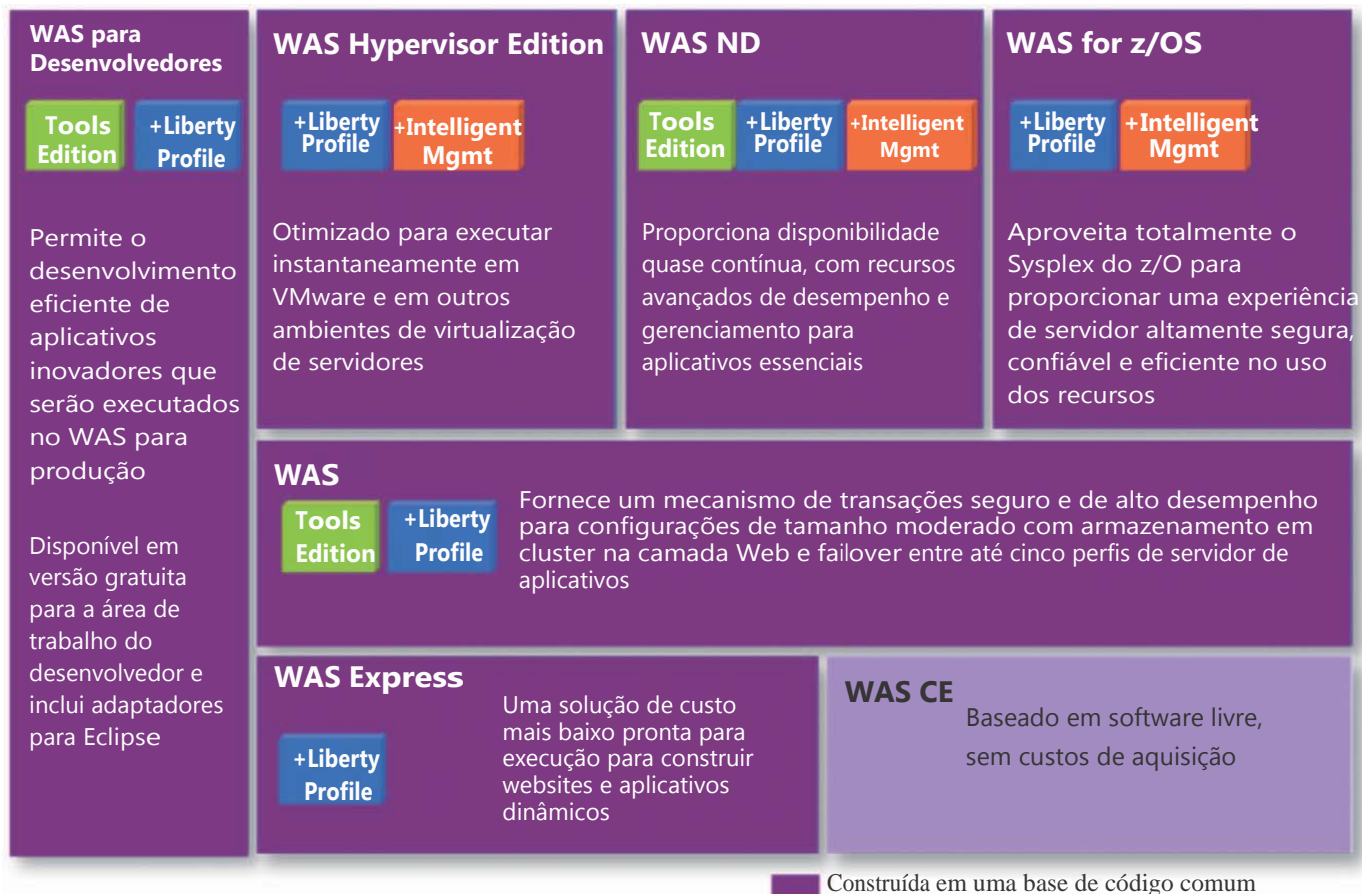 WAS para
Desenvolvedores
Tools
Edition
+Liberty
Profile
Permite o
desenvolvimento
eficiente de
aplicativos
inovadores que
serão executados
no WAS para
produção
Disponível em
versão gratuita
para a área de
trabalho do
desenvolvedor e
inclui adaptadores
para Eclipse
WAS Hypervisor Edition
+Liberty
Profile
+Intelligent
Mgmt
Otimizado para executar
instantaneamente em
VMware e em outros
ambientes de virtualização
de servidores
WAS ND
Tools
Edition
+Liberty
Profile
+Intelligent
Mgmt
Proporciona disponibilidade
quase contínua, com recursos
avançados de desempenho e
gerenciamento para
aplicativos essenciais
WAS for z/OS
+Liberty
Profile
+Intelligent
Mgmt
Aproveita totalmente o
Sysplex do z/O para
proporcionar uma experiência
de servidor altamente segura,
confiável e eficiente no uso
dos recursos
WAS
Tools
Edition
+Liberty
Profile
Fornece um mecanismo de transações seguro e de alto desempenho
para configurações de tamanho moderado com armazenamento em
cluster na camada Web e failover entre até cinco perfis de servidor de
aplicativos
WAS Express
+Liberty
Profile
Uma solução de custo
mais baixo pronta para
execução para construir
websites e aplicativos
dinâmicos
WAS CE
Baseado em software livre,
sem custos de aquisição
Construída em uma base de código comum